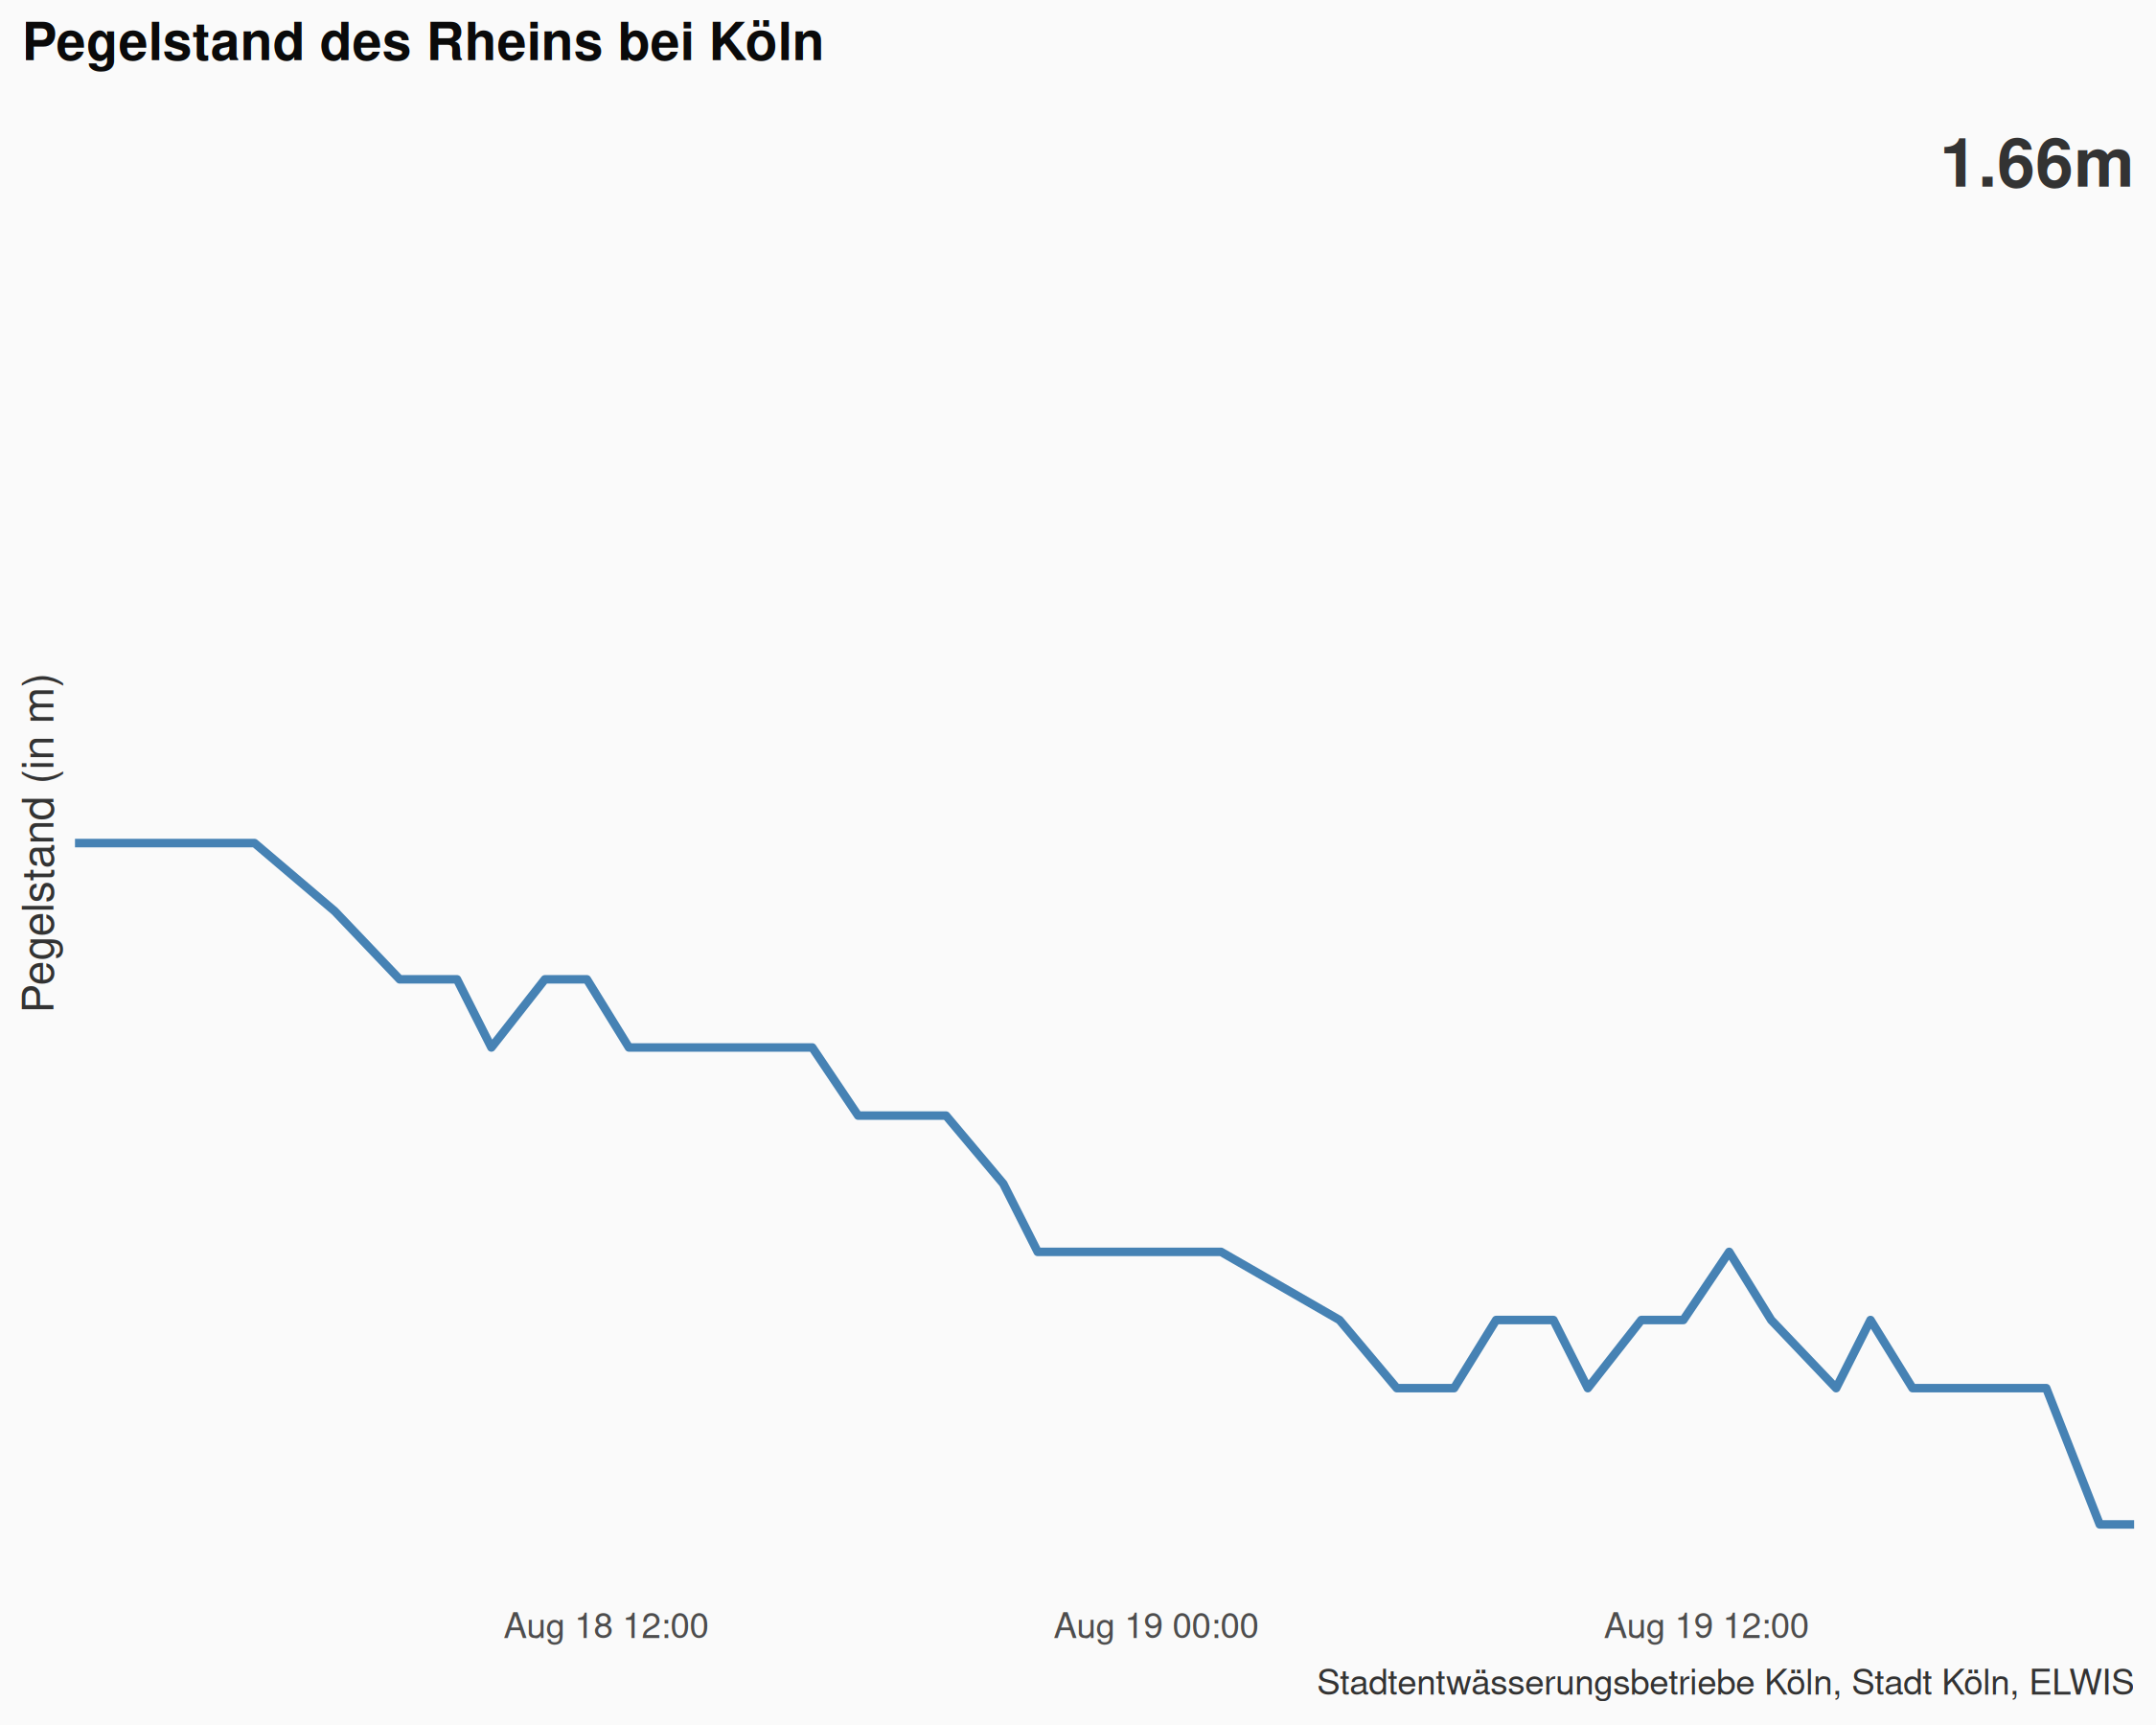 Pegelstand des Rheins bei Köln
1.66m
Pegelstand (in m)
Aug 18 12:00
Aug 19 00:00
Aug 19 12:00
Stadtentwässerungsbetriebe Köln, Stadt Köln, ELWIS